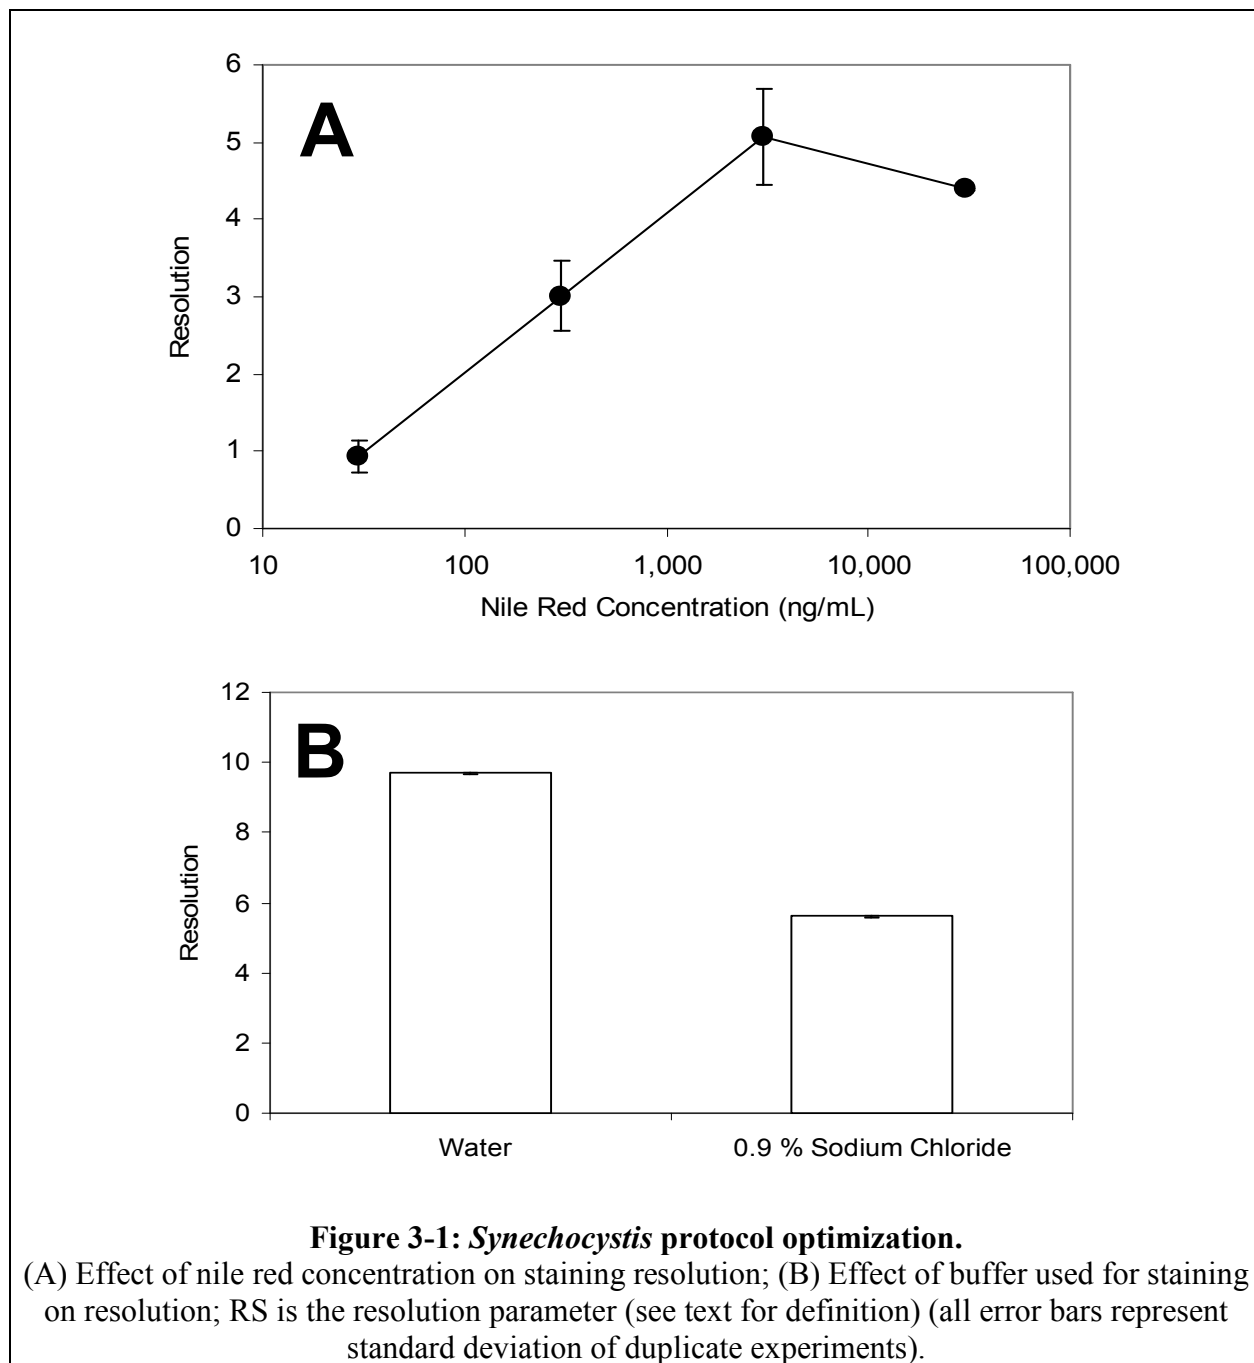 A
6
5
4
3
2
1
0
Resolution
10 100 1,000 10,000 100,000
Nile Red Concentration (ng/mL)
B
12
10
8
6
4
2
0
Resolution
Water 0.9 % Sodium Chloride
Figure 3-1: Synechocystis protocol optimization.
(A) Effect of nile red concentration on staining resolution; (B) Effect of buffer used for staining
on resolution; RS is the resolution parameter (see text for definition) (all error bars represent
standard deviation of duplicate experiments).